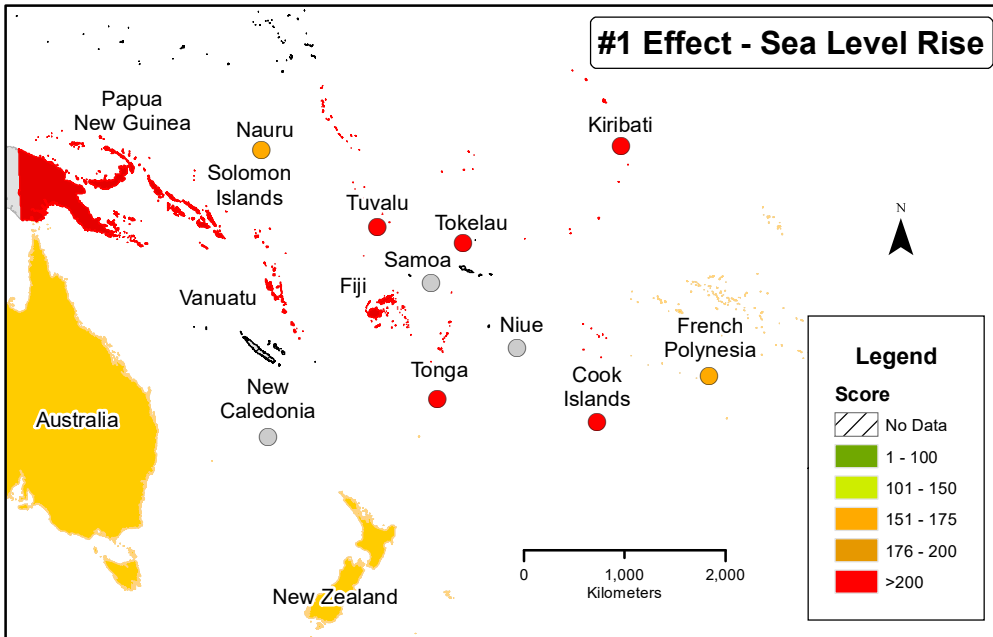 #1 Effect - Sea Level Rise
Papua
New Guinea
Nauru
Solomon
Islands
Kiribati
Tuvalu
Tokelau
Samoa
N
Vanuatu
Fiji
Niue
French
Polynesia
Tonga
Cook
Islands
New
Caledonia
Australia
New Zealand
0
1,000
2,000
Kilometers
Legend
Score
No Data
1 - 100
101 - 150
151 - 175
176 - 200
>200